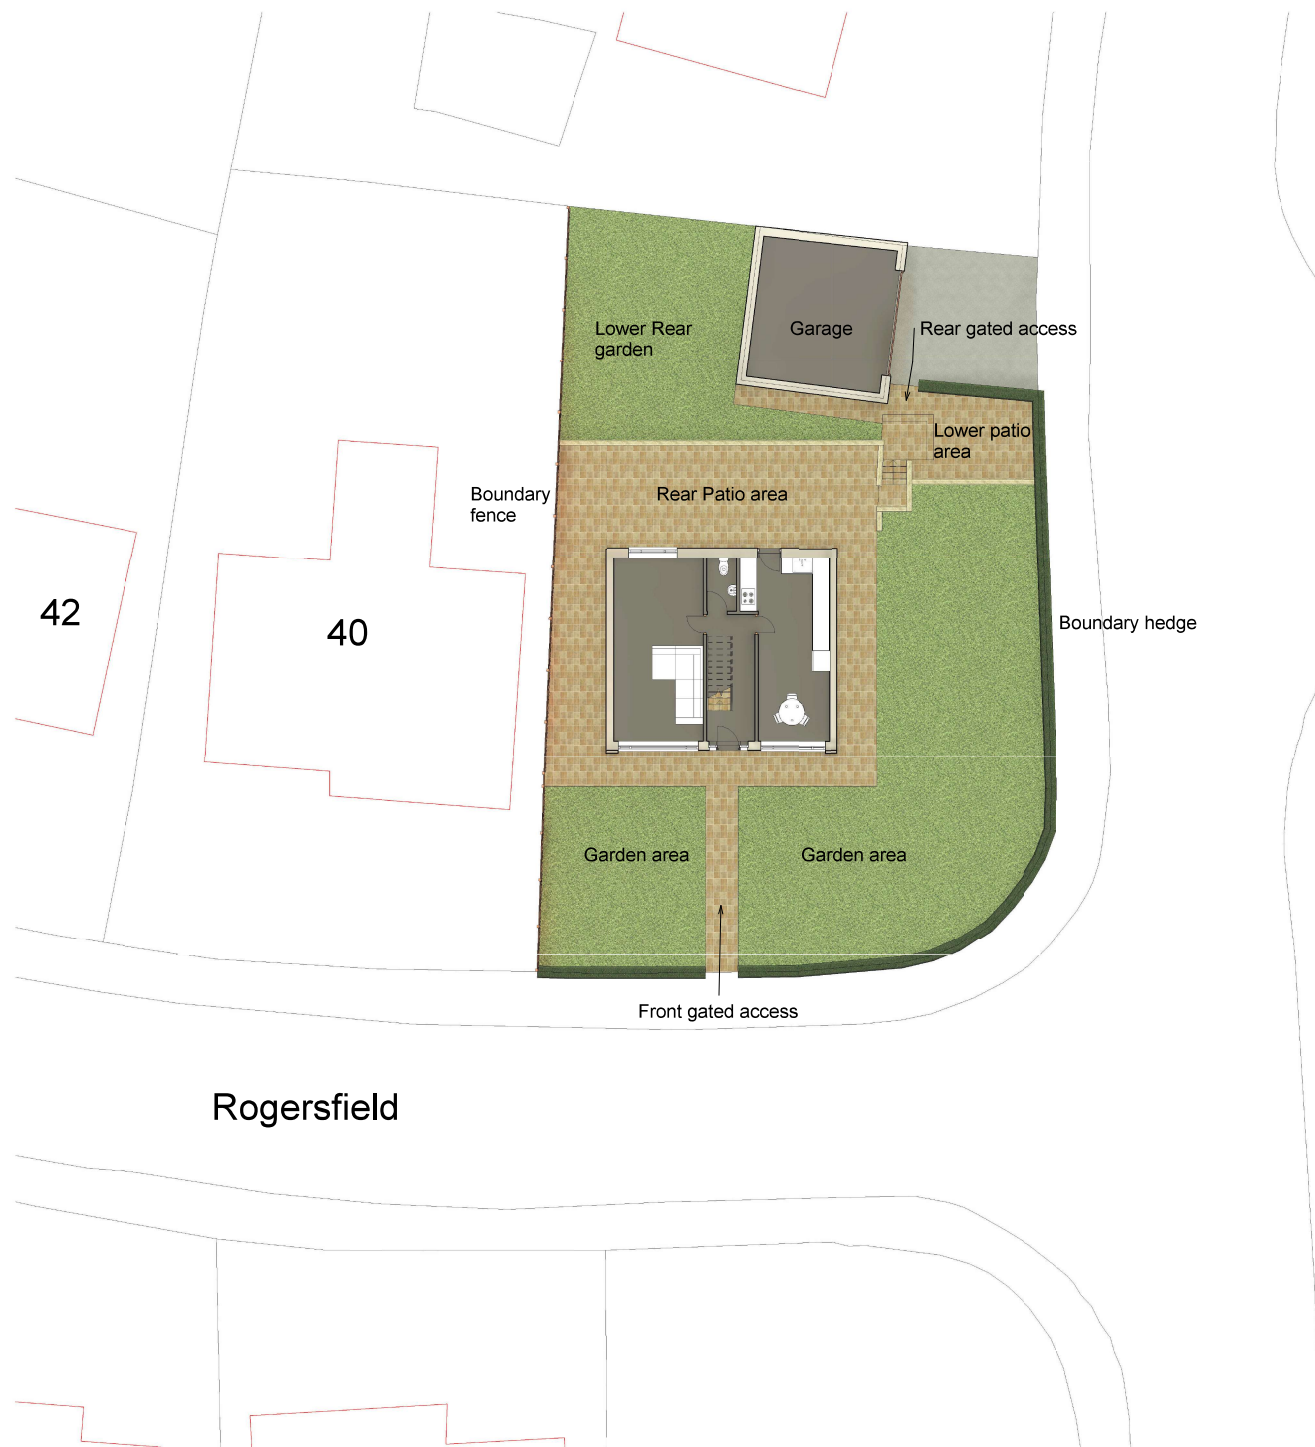 Lower Rear
garden
Garage
Rear gated access
Lower patio
area
Boundary
fence
Rear Patio area
42
40
Boundary hedge
Garden area
Garden area
Front gated access
Rogersfield